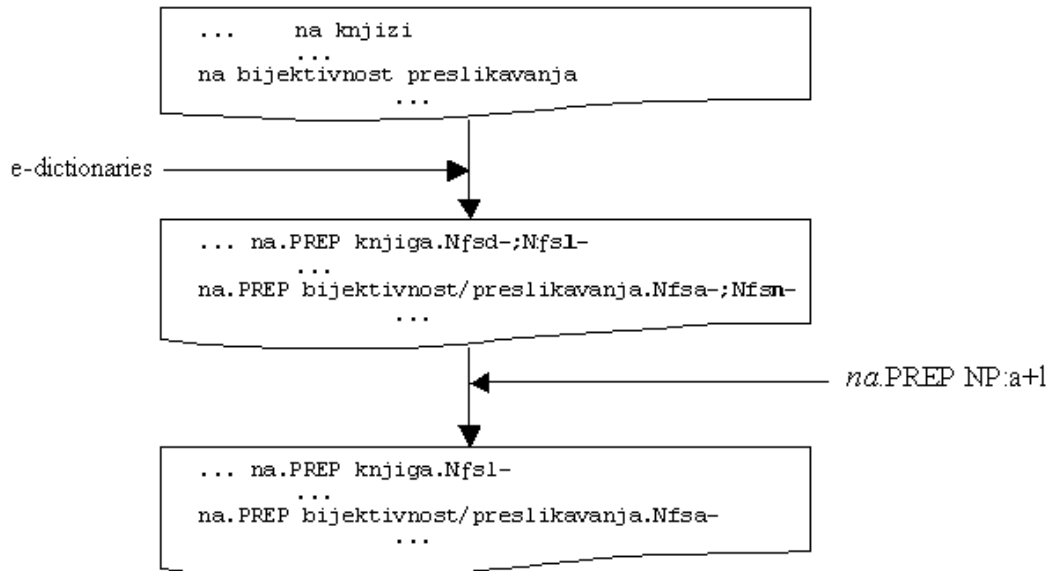 ... na knjizi
...
na bijektivnost preslikavanja
...
e-dictionaries
... na.PREP knjiga.Nfsd-;Nfsl-
...
na.PREP bijektivnost/preslikavanja.Nfsa-;Nfsn-
...
na.PREP NP:a+l
... na.PREP knjiga.Nfsl-
...
na.PREP bijektivnost/preslikavanja.Nfsa-
...